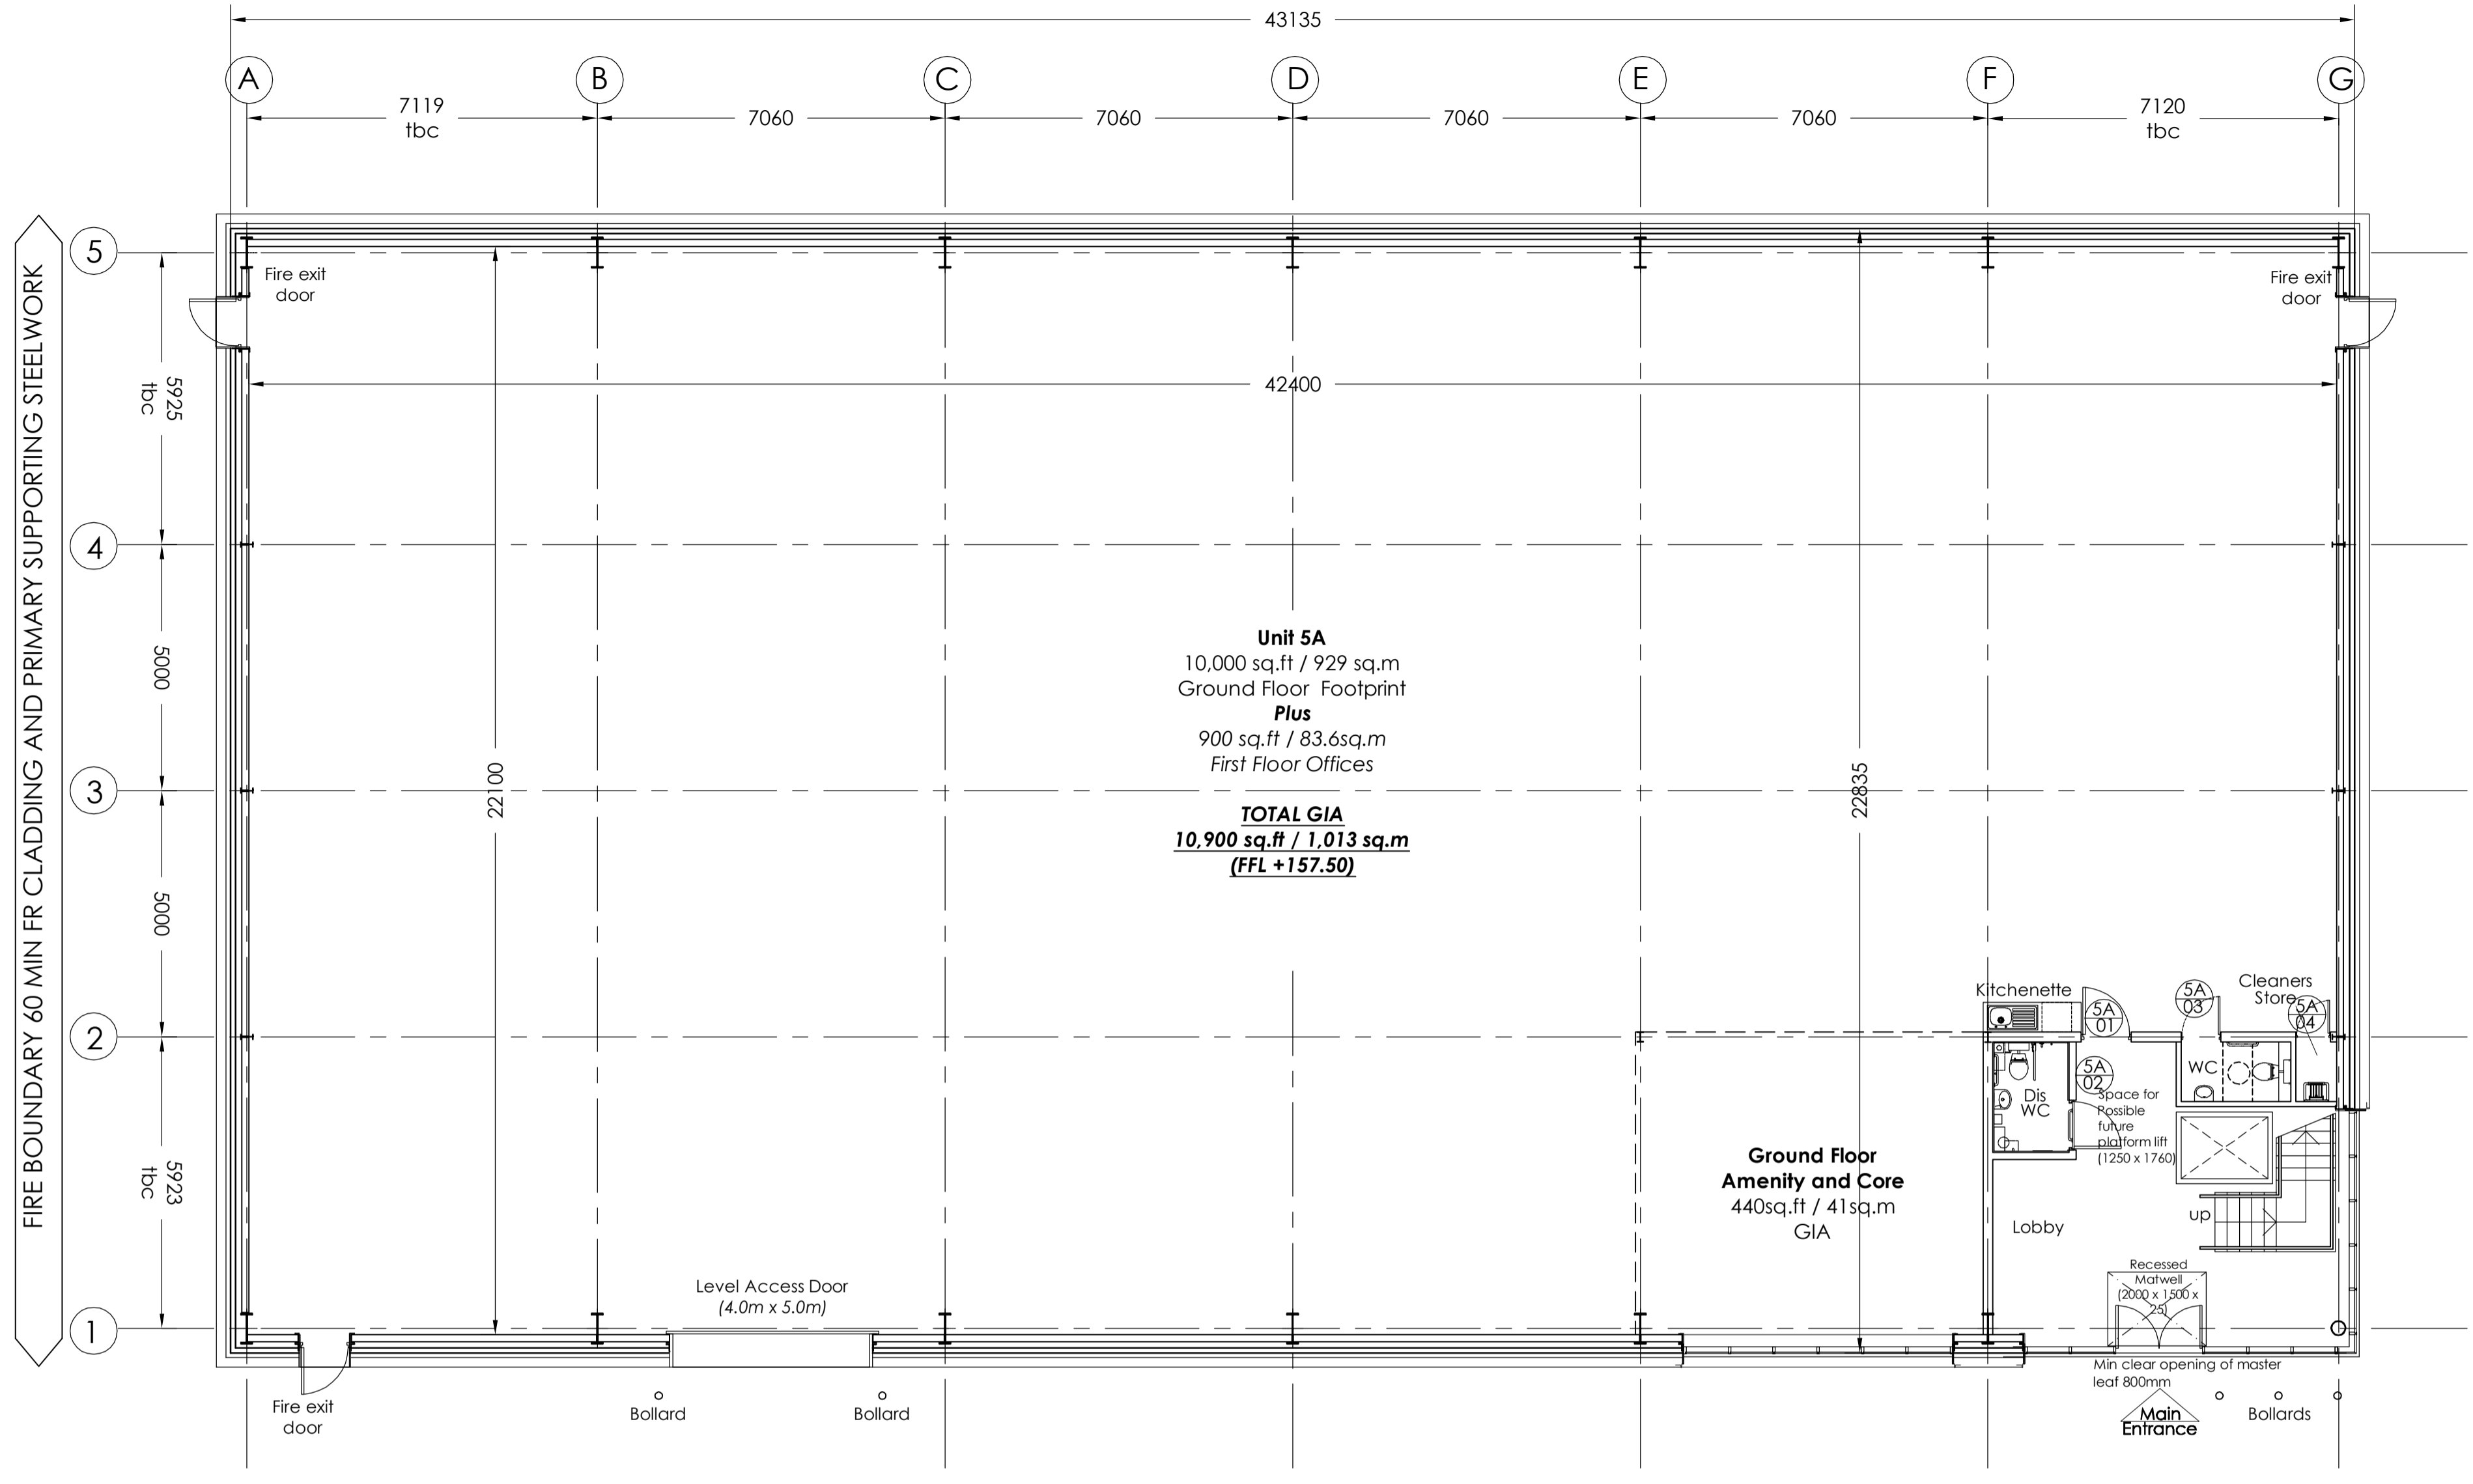 43135
A
B
C
D
E
F
G
7119
tbc
7060
7060
7060
7060
7120
tbc
FIRE BOUNDARY 60 MIN FR CLADDING AND PRIMARY SUPPORTING STEELWORK
5
4
3
2
1
5925
tbc
5000
5000
5923
tbc
Fire exit
door
Fire exit
door
42400
22100
22835
Unit 5A
10,000 sq.ft / 929 sq.m
Ground Floor Footprint
Plus
900 sq.ft / 83.6sq.m
First Floor Offices
TOTAL GIA
10,900 sq.ft / 1,013 sq.m
(FFL +157.50)
Kitchenette
5A
01
5A
03
Cleaners
Store
5A
04
5A
02
WC
Dis
WC
Space for
Possible
future
platform lift
(1250 x 1760)
Ground Floor
Amenity and Core
440sq.ft / 41sq.m
GIA
Lobby
up
Recessed
Matwell
(2000 x 1500 x
25)
Level Access Door
(4.0m x 5.0m)
Fire exit
door
Bollard
Bollard
Min clear opening of master
leaf 800mm
Main
Entrance
Bollards